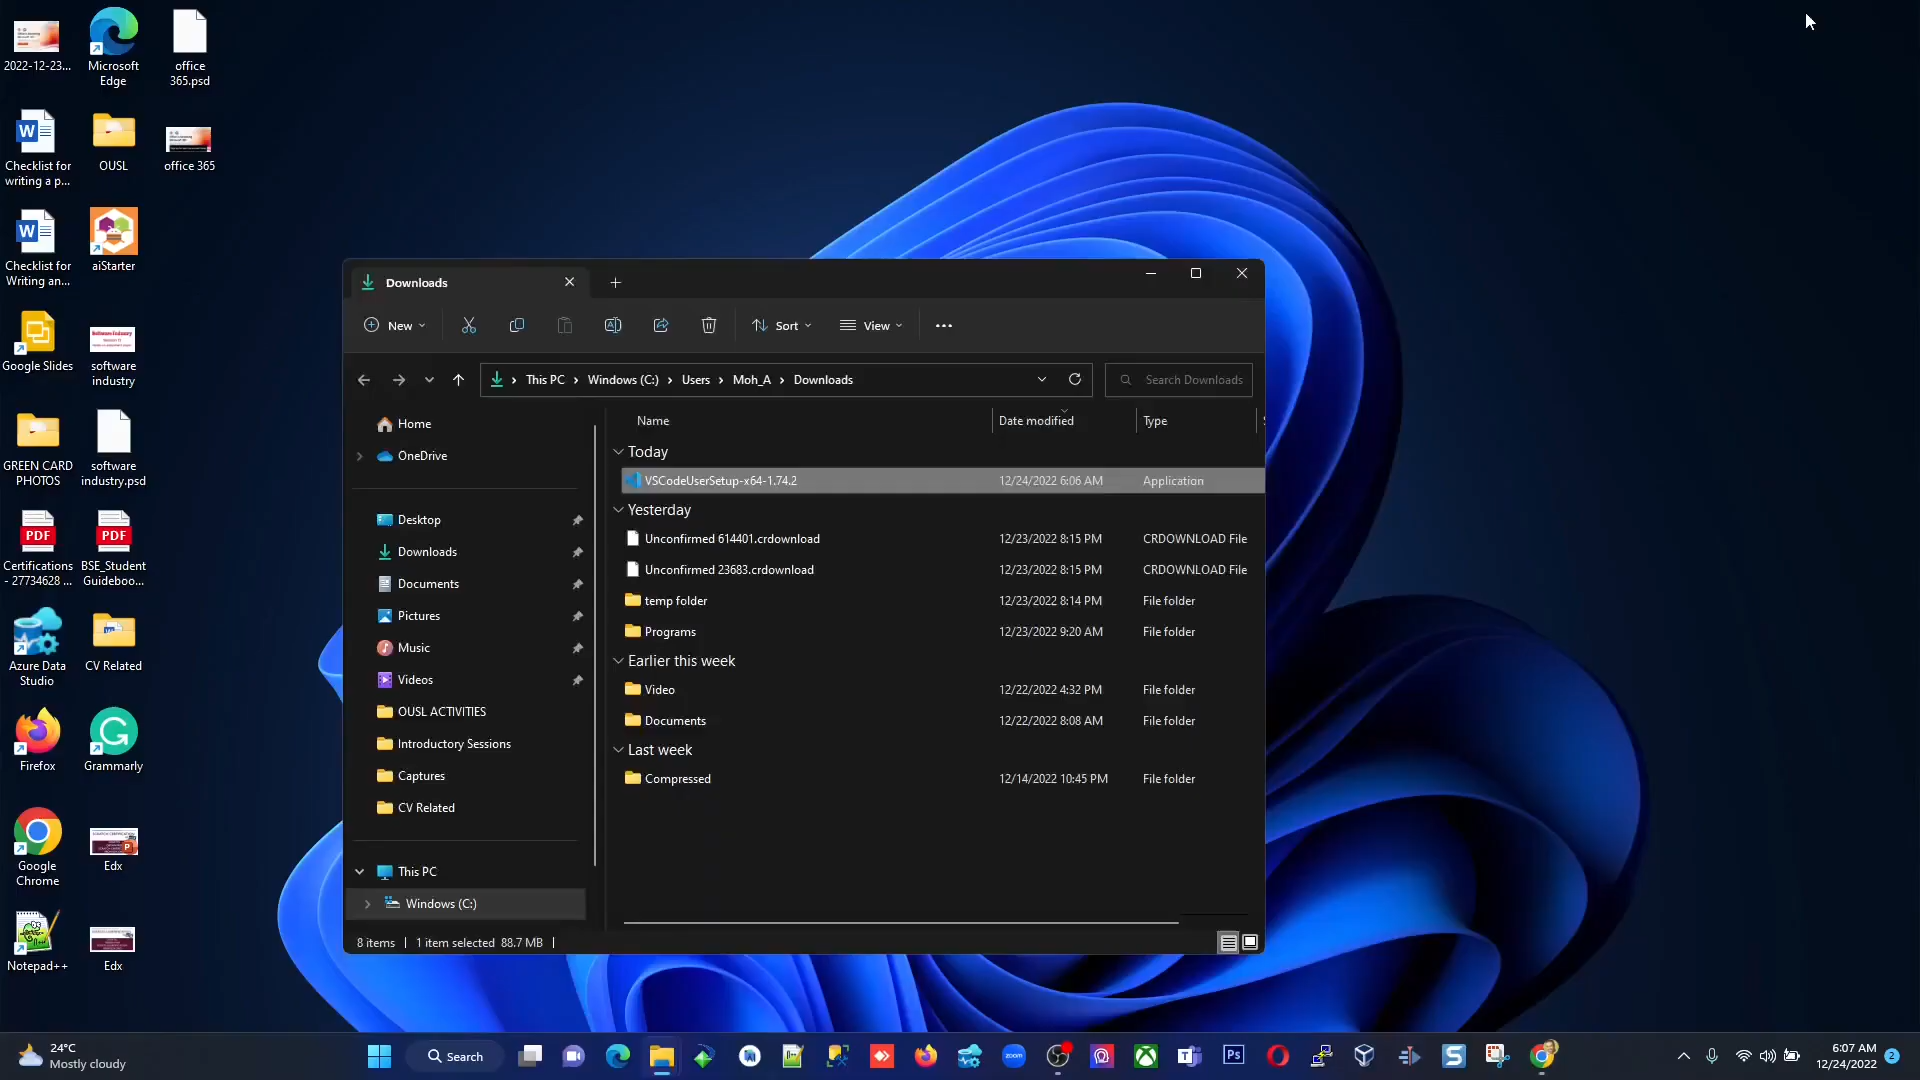 2022-12-23...
Microsoft
Edge
office
365.psd
Checklist for
writing a p...
OUSL
office 365
Checklist for
Writing an...
aiStarter
Google Slides
software
industry
GREEN CARD
PHOTOS
software
industry.psd
PDF
Certifications
- 27734628 ...
PDF
BSE_Student
Guideboo...
Azure Data
Studio
CV Related
Firefox
Grammarly
Google
Chrome
Edx
Notepad++
Edx
Downloads
New
Sort
View
This PC > Windows (C:) > Users > Moh_A > Downloads
Search Downloads
Home
OneDrive
Desktop
Downloads
Documents
Pictures
Music
Videos
OUSL ACTIVITIES
Introductory Sessions
Captures
CV Related
This PC
Windows (C:)
Name Date modified Type
Today
VSCodeUserSetup-x64-1.74.2 12/24/2022 6:06 AM Application
Yesterday
Unconfirmed 614401.crdownload 12/23/2022 8:15 PM CRDOWNLOAD File
Unconfirmed 23683.crdownload 12/23/2022 8:15 PM CRDOWNLOAD File
temp folder 12/23/2022 8:14 PM File folder
Programs 12/23/2022 9:20 AM File folder
Earlier this week
Video 12/22/2022 4:32 PM File folder
Documents 12/22/2022 8:08 AM File folder
Last week
Compressed 12/14/2022 10:45 PM File folder
8 items | 1 item selected 88.7 MB |
24°C
Mostly cloudy
Search
zoom
Ps
6:07 AM
12/24/2022
2